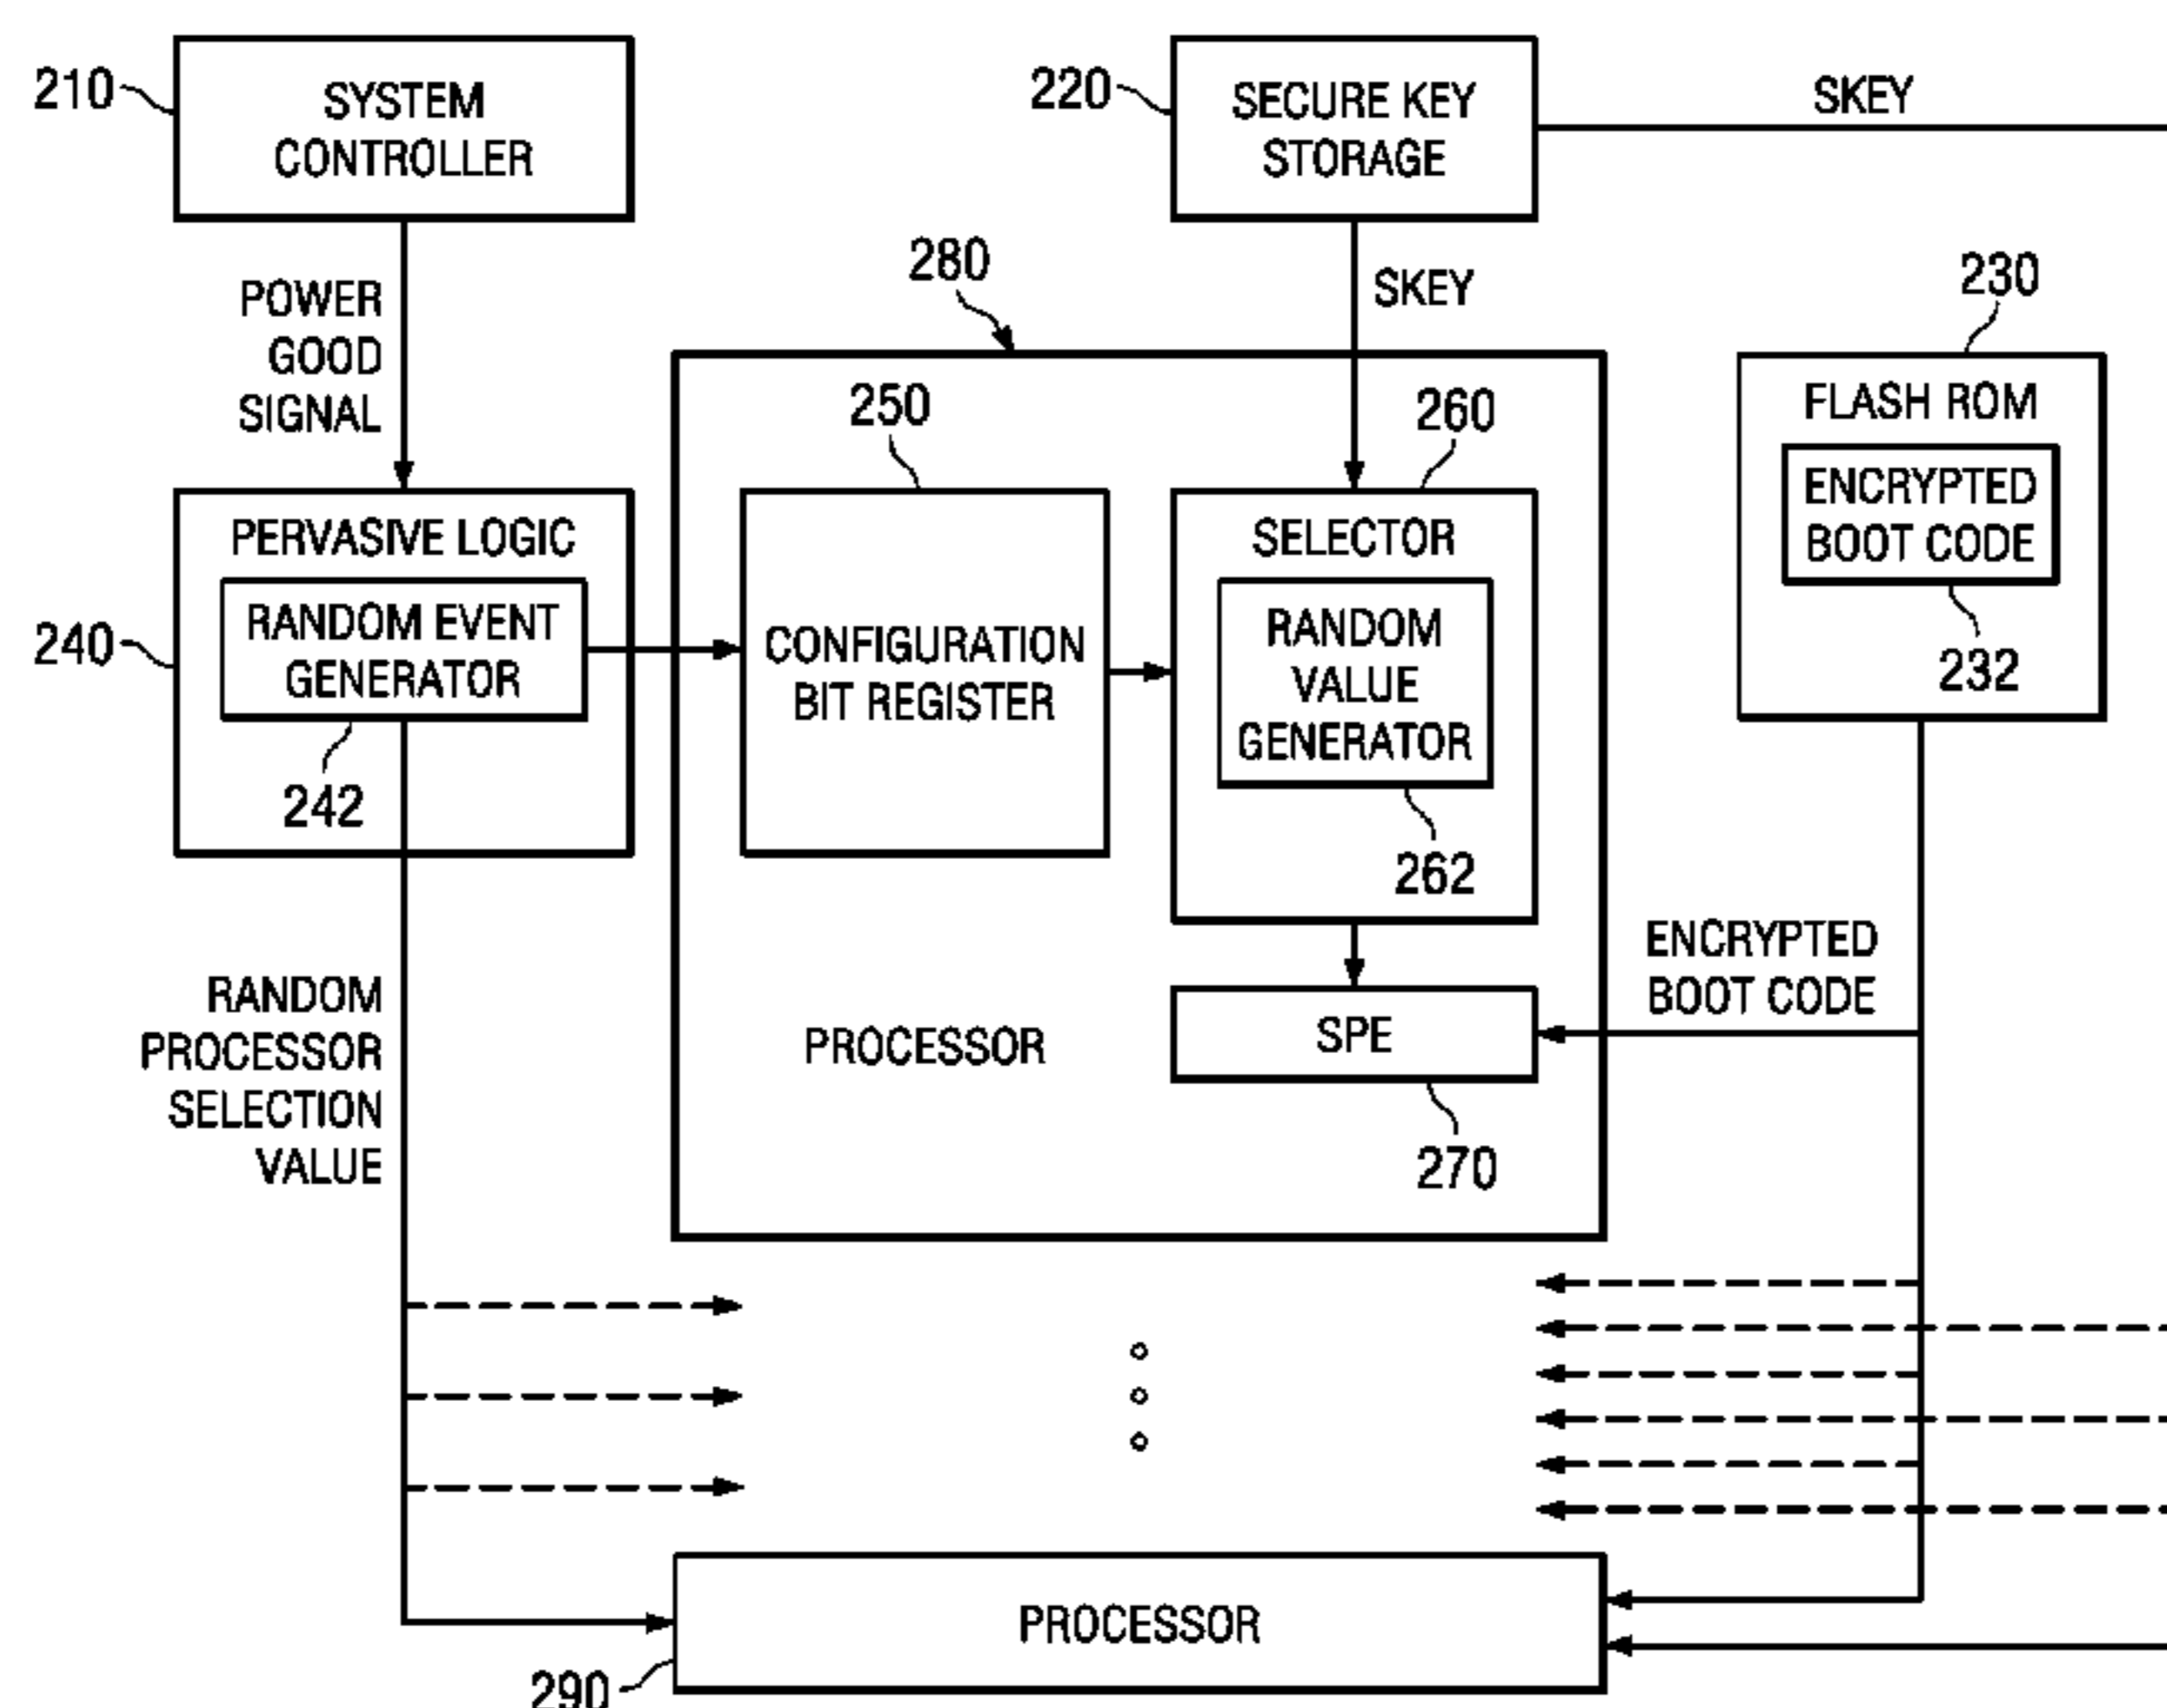 210
SYSTEM
CONTROLLER
220
SECURE KEY
STORAGE
SKEY
POWER
GOOD
SIGNAL
280
SKEY
230
FLASH ROM
ENCRYPTED
BOOT CODE
232
250
260
240
PERVASIVE LOGIC
RANDOM EVENT
GENERATOR
242
CONFIGURATION
BIT REGISTER
SELECTOR
RANDOM
VALUE
GENERATOR
262
ENCRYPTED
BOOT CODE
RANDOM
PROCESSOR
SELECTION
VALUE
PROCESSOR
SPE
270
PROCESSOR
290